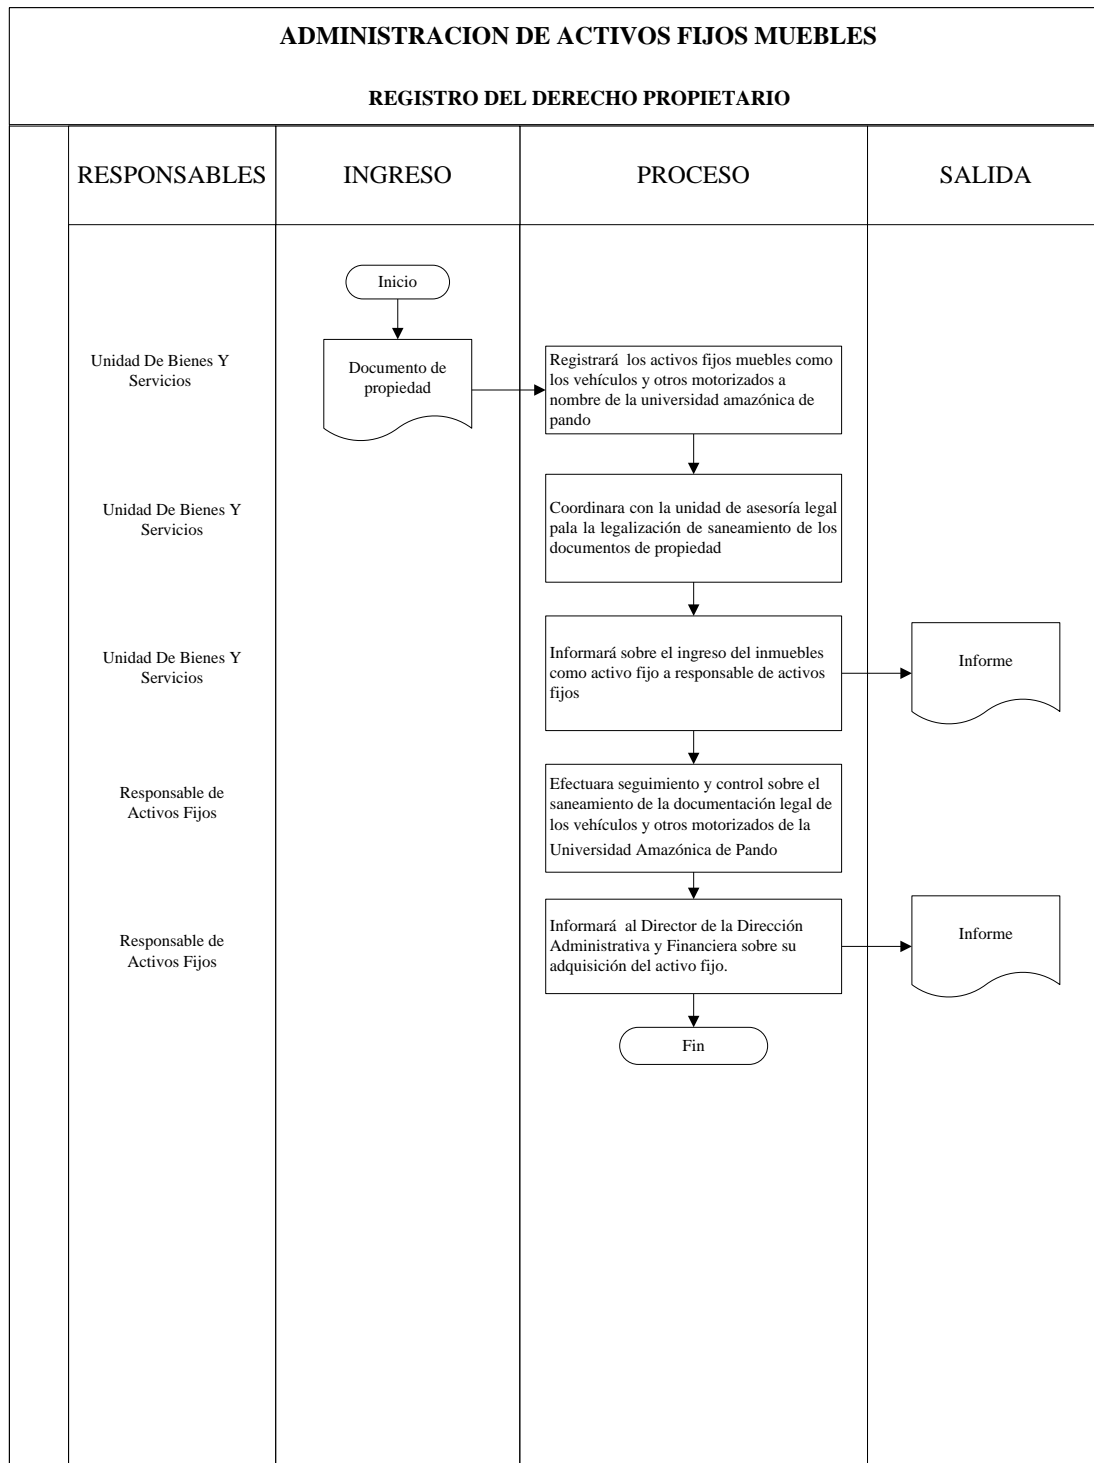 ADMINISTRACION DE ACTIVOS FIJOS MUEBLES
REGISTRO DEL DERECHO PROPIETARIO
RESPONSABLES
INGRESO
PROCESO
SALIDA
Inicio
Unidad De Bienes Y
Servicios
Documento de
propiedad
Registrará los activos fijos muebles como
los vehículos y otros motorizados a
nombre de la universidad amazónica de
pando
Unidad De Bienes Y
Servicios
Coordinara con la unidad de asesoría legal
pala la legalización de saneamiento de los
documentos de propiedad
Unidad De Bienes Y
Servicios
Informará sobre el ingreso del inmuebles
como activo fijo a responsable de activos
fijos
Informe
Responsable de
Activos Fijos
Efectuara seguimiento y control sobre el
saneamiento de la documentación legal de
los vehículos y otros motorizados de la
Universidad Amazónica de Pando
Responsable de
Activos Fijos
Informará al Director de la Dirección
Administrativa y Financiera sobre su
adquisición del activo fijo.
Informe
Fin